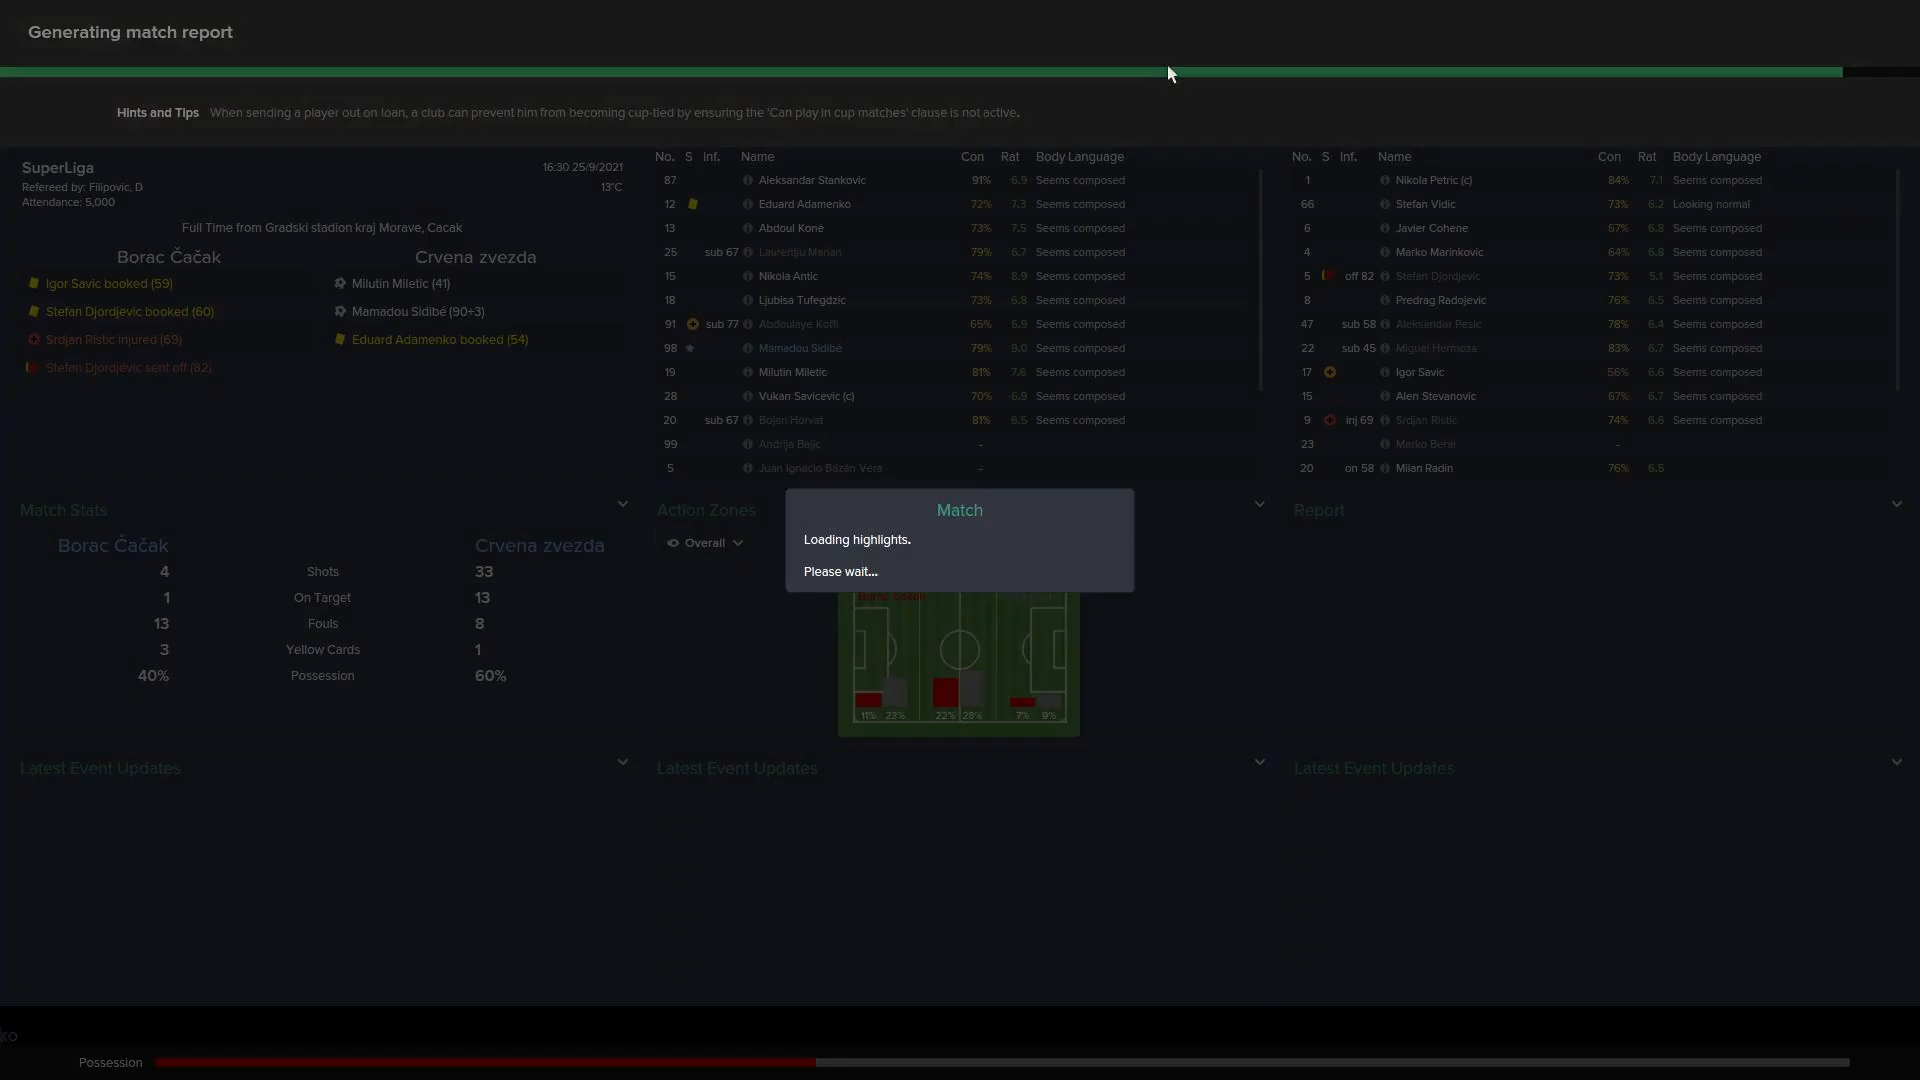 Generating match report
Hints and Tips When sending a player out on loan, a club can prevent him from becoming cup-tied by ensuring the 'Can play in cup matches' clause is not active.
SuperLiga 16:30 25/9/2021
Refereed by: Filipovic, D 13°C
Attendance: 5,000
Full Time from Gradski stadion kraj Morave, Cacak
Borac Čačak Crvena zvezda
Igor Savic booked (59) Milutin Miletic (41)
Stefan Djordjevic booked (60) Mamadou Sidibé (90+3)
Srdjan Ristic injured (69) Eduard Adamenko booked (54)
Stefan Djordjevic sent off (82)
No. S Inf. Name Con Rat Body Language
87 Aleksandar Stankovic 91% 6.9 Seems composed
12 Eduard Adamenko 72% 7.3 Seems composed
13 Abdoul Koné 73% 7.5 Seems composed
25 sub 67 Laurentju Marian 79% 6.7 Seems composed
15 Nikola Antic 74% 8.9 Seems composed
18 Ljubisa Tufegdzic 73% 6.8 Seems composed
91 sub 77 Abdoulaye Koffi 65% 6.9 Seems composed
98 Mamadou Sidibé 79% 9.0 Seems composed
19 Milutin Miletic 81% 7.6 Seems composed
28 Vukan Savicevic (c) 70% 6.9 Seems composed
20 sub 67 Bojan Horvat 81% 6.5 Seems composed
99 Andrija Bajic -
5 Juan Ignacio Bazán Vera -
No. S Inf. Name Con Rat Body Language
1 Nikola Petric (c) 84% 7.1 Seems composed
66 Stefan Vidic 73% 6.2 Looking normal
6 Javier Cohene 67% 6.8 Seems composed
4 Marko Marinkovic 64% 6.8 Seems composed
5 off 82 Stefan Djordjevic 73% 5.1 Seems composed
8 Predrag Radojevic 76% 6.5 Seems composed
47 sub 58 Aleksandar Pesic 78% 6.4 Seems composed
22 sub 45 Miguel Hermoza 83% 6.7 Seems composed
17 Igor Savic 56% 6.6 Seems composed
15 Alen Stevanovic 67% 6.7 Seems composed
9 inj 69 Srdjan Ristic 74% 6.6 Seems composed
23 Marko Berar -
20 on 58 Milan Radin 76% 6.5
Match Stats
Borac Čačak Crvena zvezda
4 Shots 33
1 On Target 13
13 Fouls 8
3 Yellow Cards 1
40% Possession 60%
Action Zones
Overall
Match
Loading highlights.
Please wait...
Borac Čačak
11% 23% 22% 28% 7% 9%
Report
Latest Event Updates
Latest Event Updates
Latest Event Updates
Possession